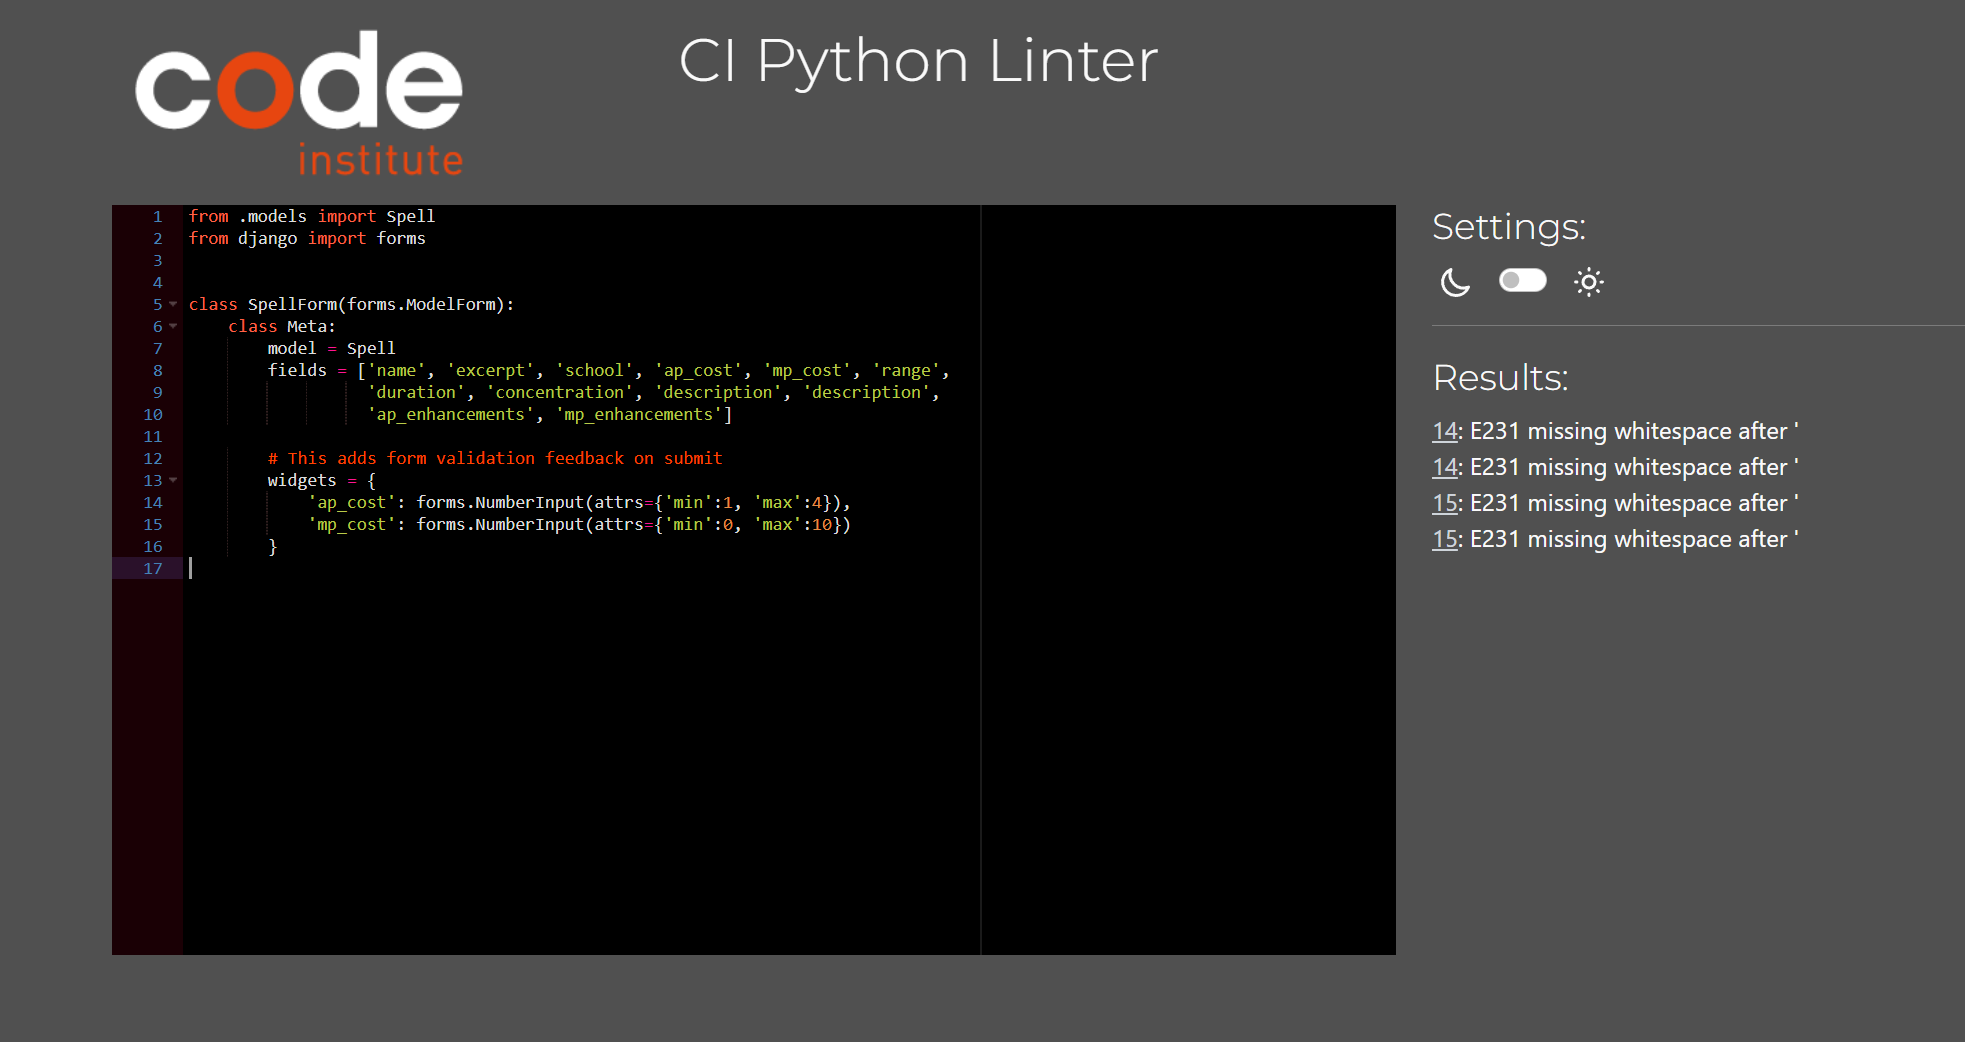 code
institute
CI Python Linter
1 from .models import Spell
2 from django import forms
3
4
5 class SpellForm(forms.ModelForm):
6     class Meta:
7         model = Spell
8         fields = ['name', 'excerpt', 'school', 'ap_cost', 'mp_cost', 'range',
9                   'duration', 'concentration', 'description', 'description',
10                   'ap_enhancements', 'mp_enhancements']
11
12         # This adds form validation feedback on submit
13         widgets = {
14             'ap_cost': forms.NumberInput(attrs={'min':1, 'max':4}),
15             'mp_cost': forms.NumberInput(attrs={'min':0, 'max':10})
16         }
17
Settings:
Results:
14: E231 missing whitespace after '
14: E231 missing whitespace after '
15: E231 missing whitespace after '
15: E231 missing whitespace after '